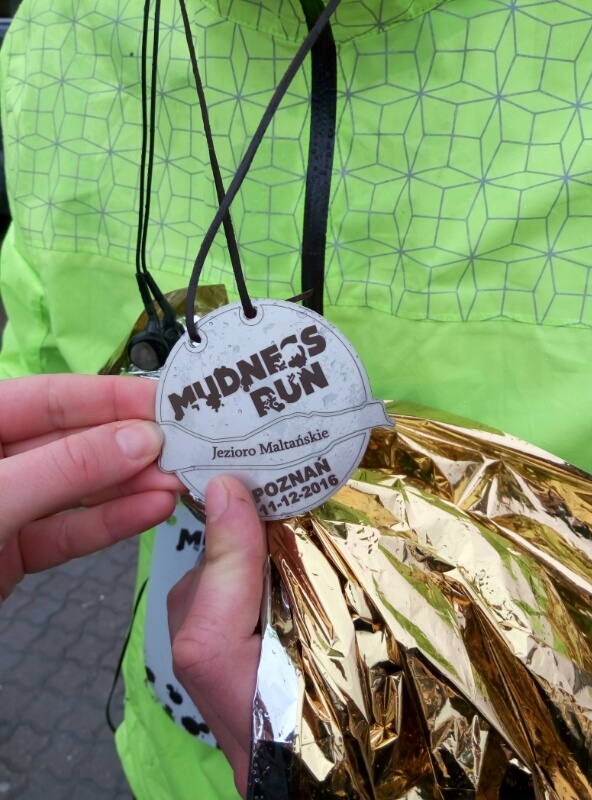 MUDNESS
RUN
Jezioro Maltańskie
POZNAŃ
11-12-2016
M